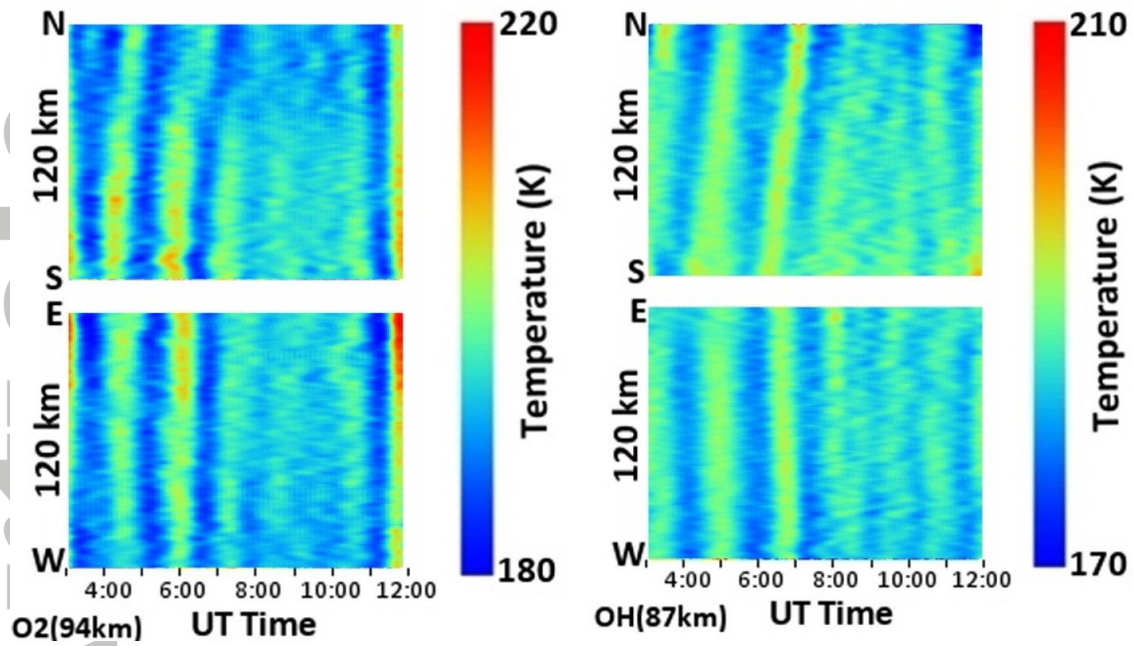 N
120 km
S
E
120 km
W
4:00 6:00 8:00 10:00 12:00
O2(94km) UT Time
220
Temperature (K)
180
N
120 km
S
E
120 km
W
4:00 6:00 8:00 10:00 12:00
OH(87km) UT Time
210
Temperature (K)
170